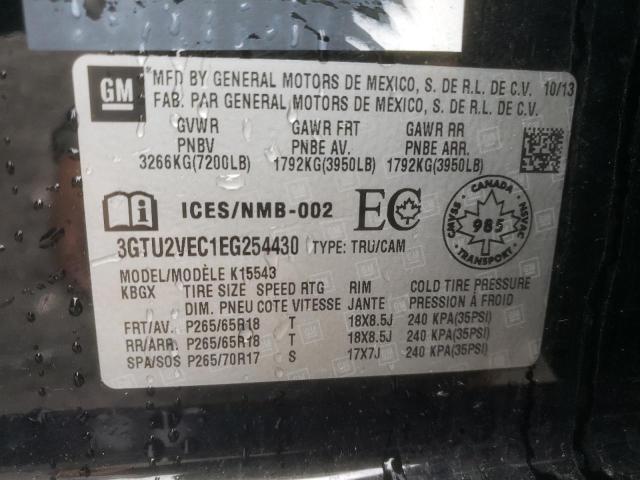 GM
*MFD BY GENERAL MOTORS DE MEXICO, S. DE R.L. DE C.V. 10/13
FAB. PAR GENERAL MOTORS DE MÉXICO, S. DE R.L. DE C.V.
GVWR GAWR FRT GAWR RR
PNBV PNBE AV. PNBE ARR.
3266KG(7200LB) 1792KG(3950LB) 1792KG(3950LB)
ICES/NMB-002 EC
CANADA
CMVSS 985 NSVAC
TRANSPORT
3GTU2VEC1EG254430 TYPE: TRU/CAM
MODEL/MODÈLE K15543
KBGX TIRE SIZE SPEED RTG RIM COLD TIRE PRESSURE
DIM. PNEU COTE VITESSE JANTE PRESSION À FROID
FRT/AV. P265/65R18 T 18X8.5J 240 KPA(35PSI)
RR/ARR. P265/65R18 T 18X8.5J 240 KPA(35PSI)
SPA/SOS P265/70R17 S 17X7J 240 KPA(35PSI)